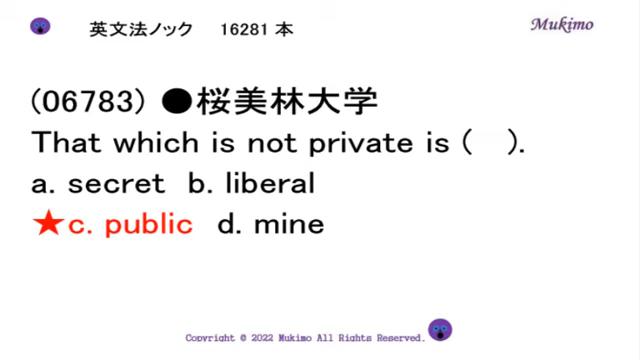 英文法ノック 16281 本
Mukimo
(06783) ●桜美林大学
That which is not private is ( ).
a. secret b. liberal
★c. public d. mine
Copyright @ 2022 Mukimo All Rights Reserved.